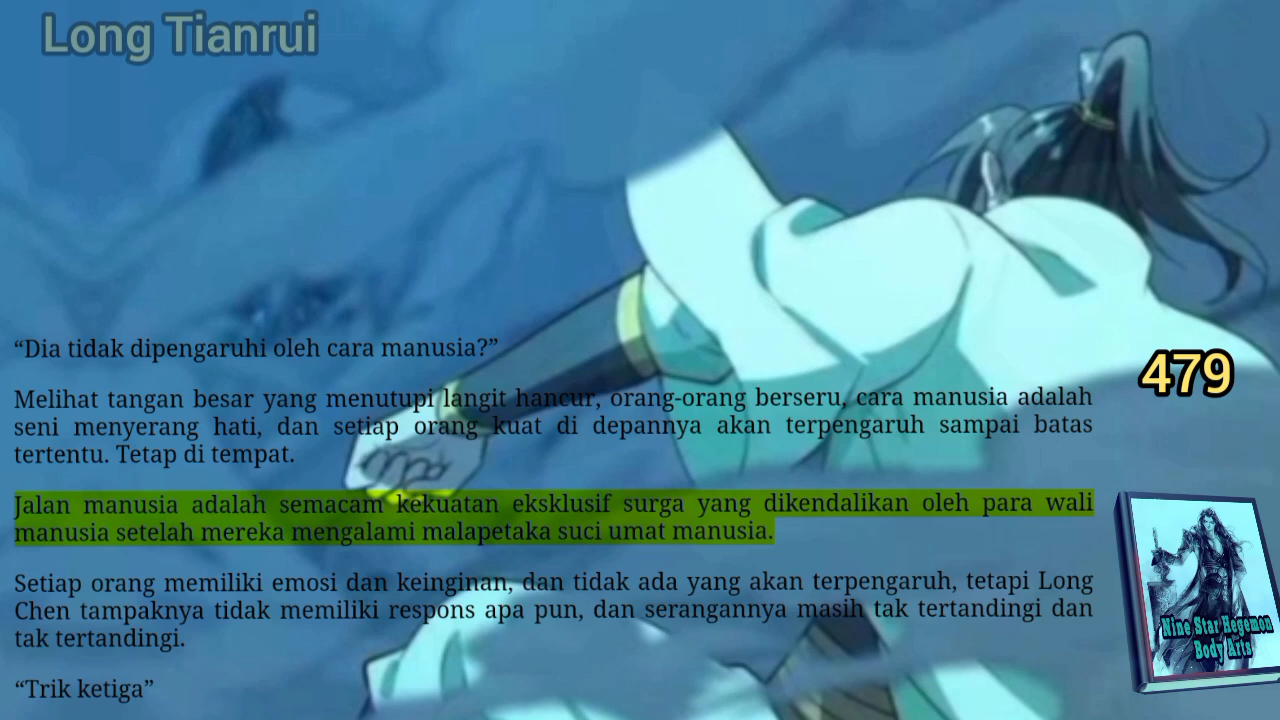 Long Tianrui
“Dia tidak dipengaruhi oleh cara manusia?”
Melihat tangan besar yang menutupi langit hancur, orang-orang berseru, cara manusia adalah
seni menyerang hati, dan setiap orang kuat di depannya akan terpengaruh sampai batas
tertentu. Tetap di tempat.
479
Jalan manusia adalah semacam kekuatan eksklusif surga yang dikendalikan oleh para wali
manusia setelah mereka mengalami malapetaka suci umat manusia.
Setiap orang memiliki emosi dan keinginan, dan tidak ada yang akan terpengaruh, tetapi Long
Chen tampaknya tidak memiliki respons apa pun, dan serangannya masih tak tertandingi dan
tak tertandingi.
“Trik ketiga”
Nine Star Hegemon
Body Arts